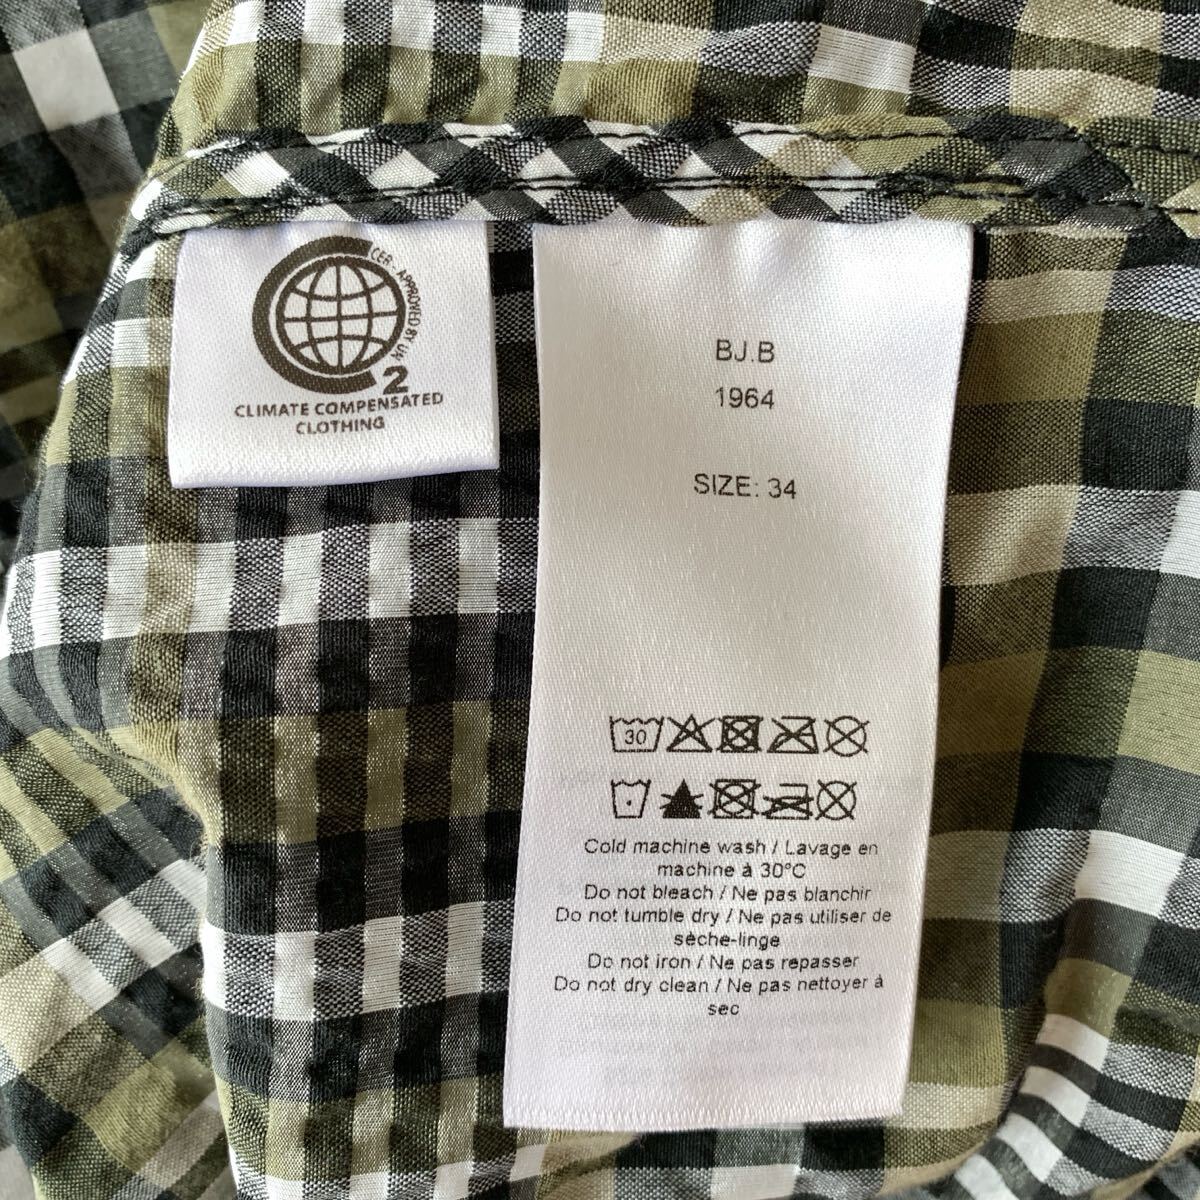 CER - APPROVED BY UN
2
CLIMATE COMPENSATED
CLOTHING
BJ.B
1964
SIZE: 34
30
Cold machine wash / Lavage en
machine à 30°C
Do not bleach / Ne pas blanchir
Do not tumble dry / Ne pas utiliser de
sèche-linge
Do not iron / Ne pas repasser
Do not dry clean / Ne pas nettoyer à
sec